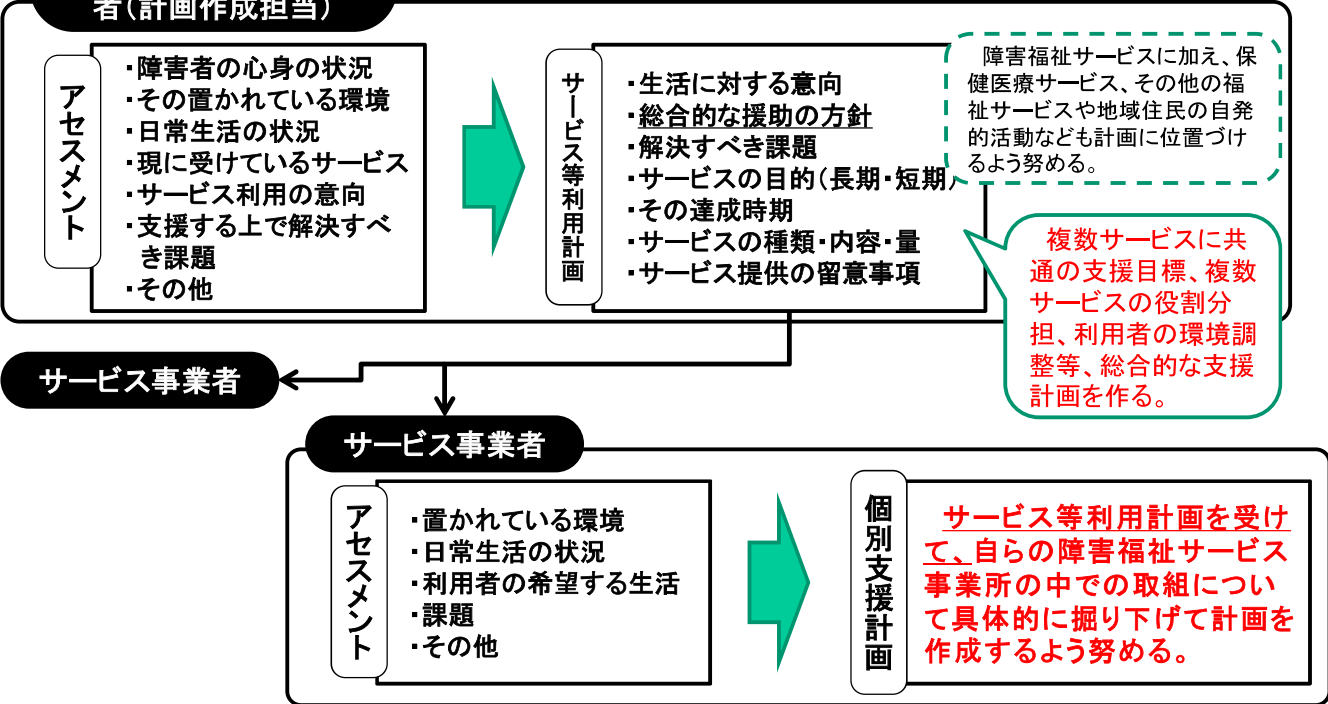 者（計画作成担当）
アセスメント
・障害者の心身の状況
・その置かれている環境
・日常生活の状況
・現に受けているサービス
・サービス利用の意向
・支援する上で解決すべ
き課題
・その他
サービス等利用計画
・生活に対する意向
・総合的な援助の方針
・解決すべき課題
・サービスの目的（長期・短期）
・その達成時期
・サービスの種類・内容・量
・サービス提供の留意事項
障害福祉サービスに加え、保
健医療サービス、その他の福
祉サービスや地域住民の自発
的活動なども計画に位置づけ
るよう努める。
複数サービスに共
通の支援目標、複数
サービスの役割分
担、利用者の環境調
整等、総合的な支援
計画を作る。
サービス事業者
サービス事業者
アセスメント
・置かれている環境
・日常生活の状況
・利用者の希望する生活
・課題
・その他
個別支援計画
サービス等利用計画を受け
て、自らの障害福祉サービス
事業所の中での取組につい
て具体的に掘り下げて計画を
作成するよう努める。